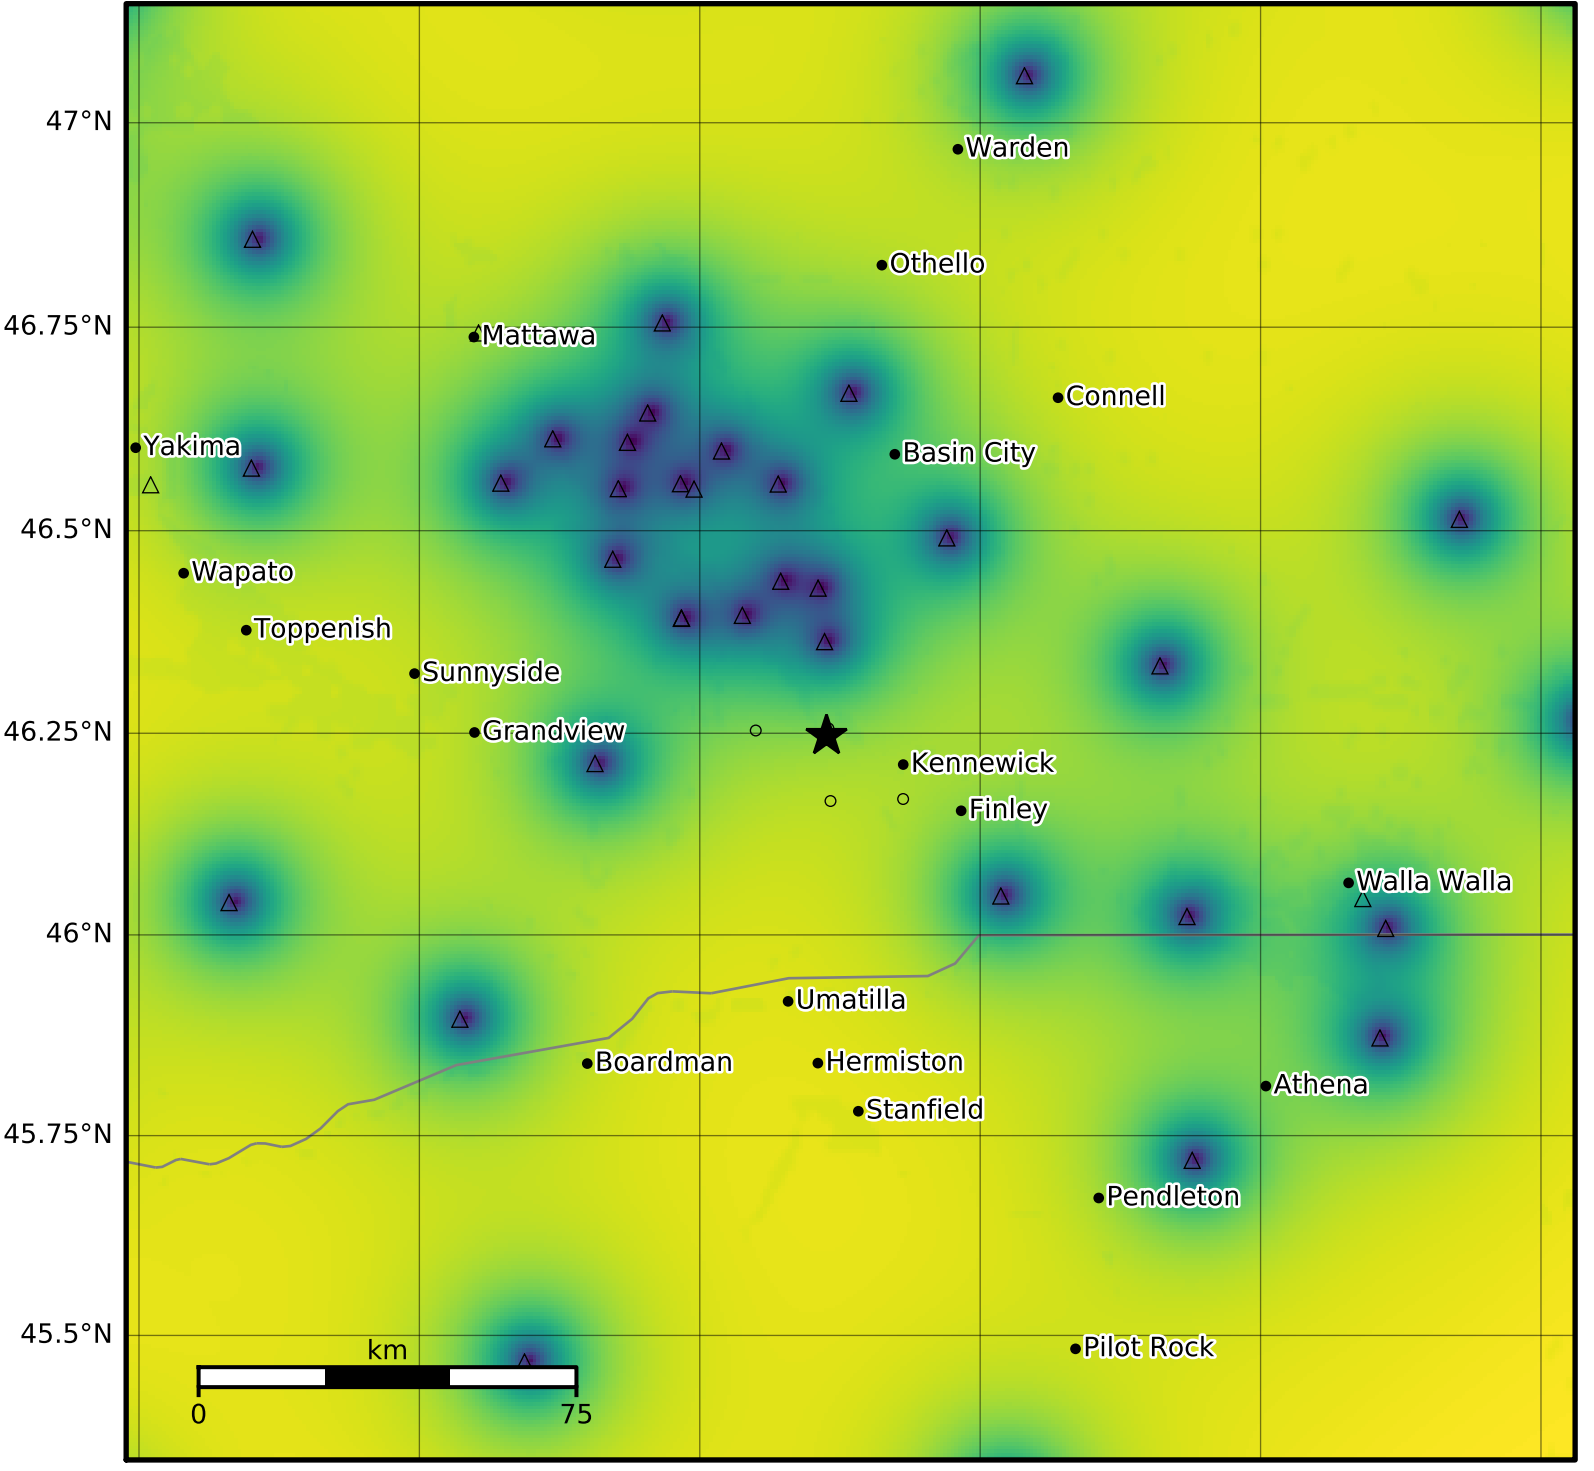 47°N
Warden
Othello
46.75°N
Mattawa
Connell
Yakima
Basin City
46.5°N
Wapato
Toppenish
Sunnyside
46.25°N
Grandview
Kennewick
Finley
Walla Walla
46°N
Umatilla
Boardman
Hermiston
Athena
Stanfield
45.75°N
Pendleton
45.5°N
Pilot Rock
km
0
75